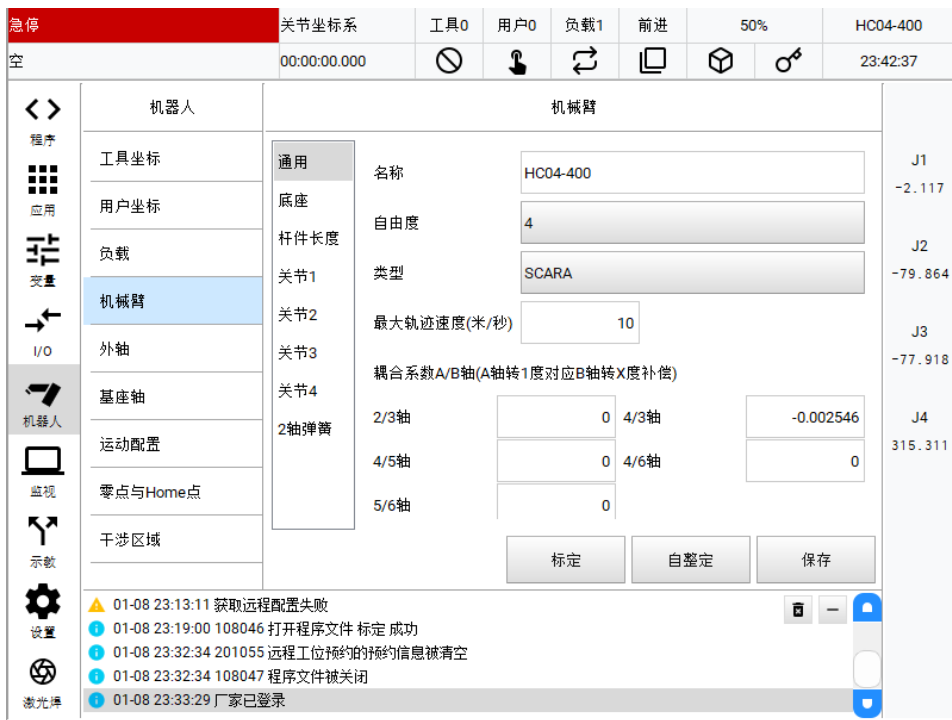 急停 关节坐标系 工具0 用户0 负载1 前进 50% HC04-400
空 00:00:00.000 23:42:37
程序
应用
变量
I/O
机器人
监视
示教
设置
激光焊
机器人
工具坐标
用户坐标
负载
机械臂
外轴
基座轴
运动配置
零点与Home点
干涉区域
机械臂
通用
底座
杆件长度
关节1
关节2
关节3
关节4
2轴弹簧
名称 HC04-400
自由度 4
类型 SCARA
最大轨迹速度(米/秒) 10
耦合系数A/B轴(A轴转1度对应B轴转X度补偿)
2/3轴 0 4/3轴 -0.002546
4/5轴 0 4/6轴 0
5/6轴 0
标定 自整定 保存
J1
-2.117
J2
-79.864
J3
-77.918
J4
315.311
01-08 23:13:11 获取远程配置失败
01-08 23:19:00 108046 打开程序文件 标定 成功
01-08 23:32:34 201055 远程工位预约的预约信息被清空
01-08 23:32:34 108047 程序文件被关闭
01-08 23:33:29 厂家已登录